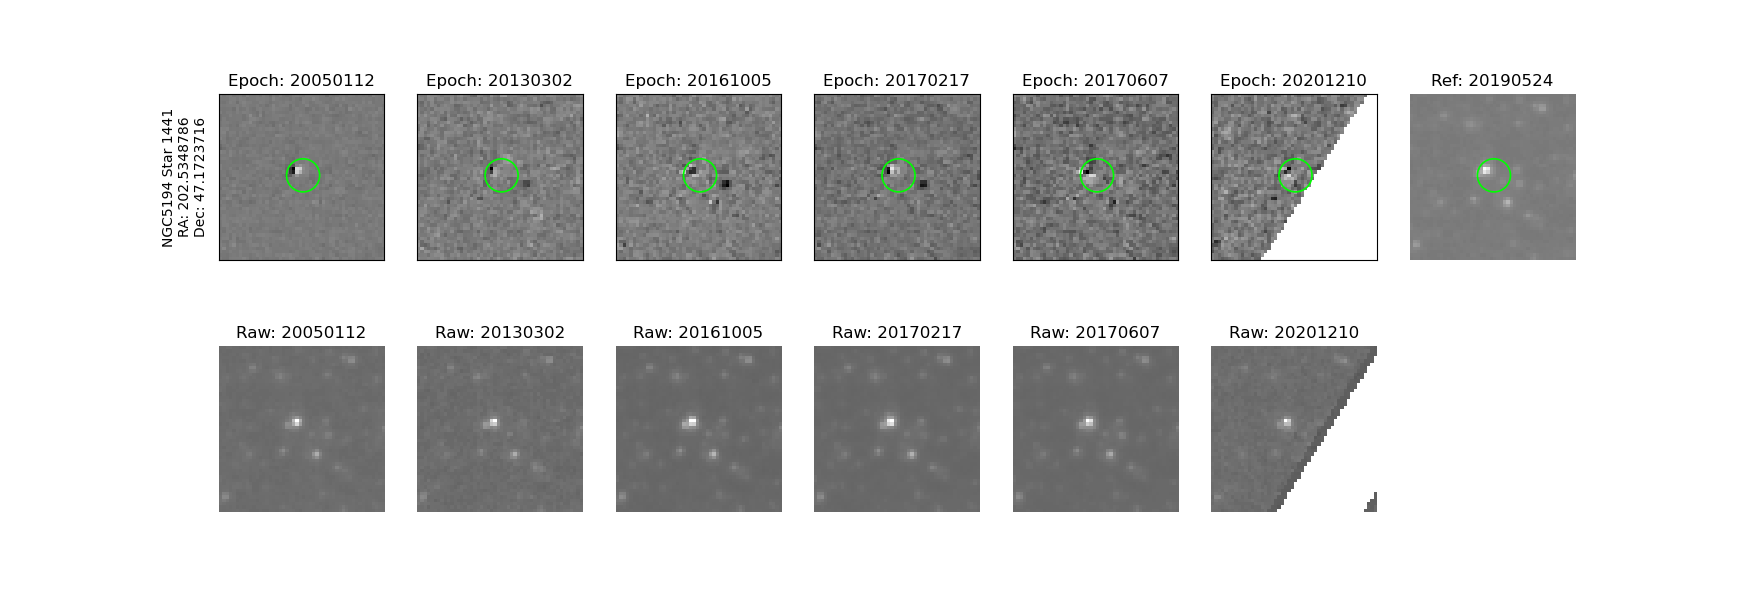 NGC5194 Star 1441
RA: 202.5348786
Dec: 47.17237716
Epoch: 20050112
Epoch: 20130302
Epoch: 20161005
Epoch: 20170217
Epoch: 20170607
Epoch: 20201210
Ref: 20190524
Raw: 20050112
Raw: 20130302
Raw: 20161005
Raw: 20170217
Raw: 20170607
Raw: 20201210